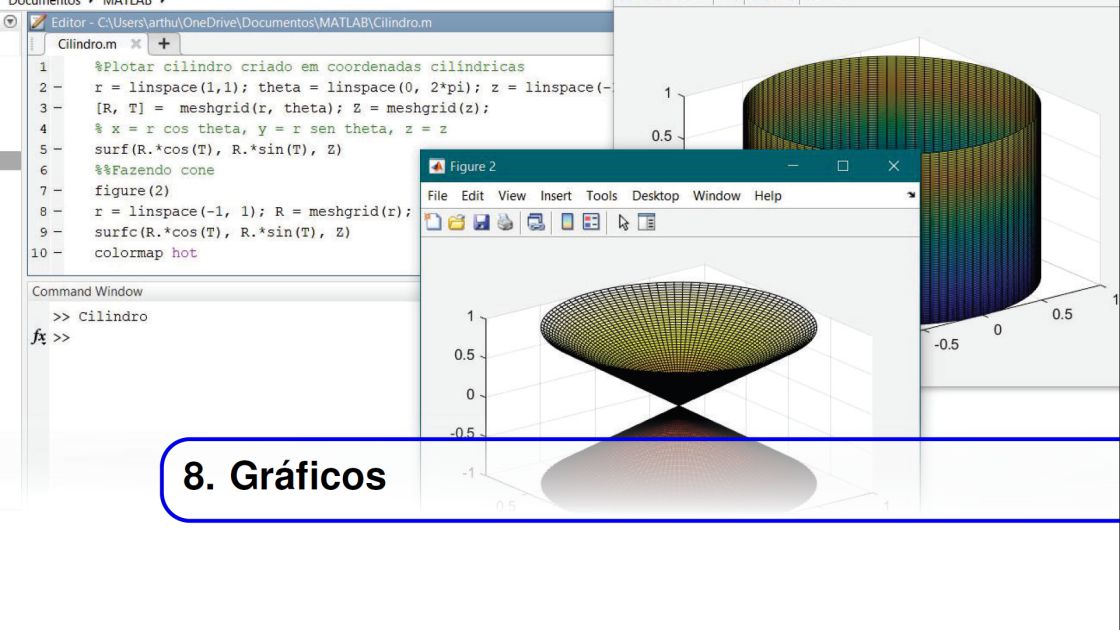 Documentos MATLAB
Editor - C:\Users\arthu\OneDrive\Documentos\MATLAB\Cilindro.m
Cilindro.m
1 %Plotar cilindro criado em coordenadas cilíndricas
2 - r = linspace(1,1); theta = linspace(0, 2*pi); z = linspace(-
3 - [R, T] = meshgrid(r, theta); Z = meshgrid(z);
4 % x = r cos theta, y = r sen theta, z = z
5 - surf(R.*cos(T), R.*sin(T), Z)
6 %%Fazendo cone
7 - figure(2)
8 - r = linspace(-1, 1); R = meshgrid(r);
9 - surfc(R.*cos(T), R.*sin(T), Z)
10 - colormap hot
Command Window
>> Cilindro
fx >>
1
0.5
1
0.5
0
-0.5
Figure 2
File Edit View Insert Tools Desktop Window Help
1
0.5
0
-0.5
-1
0.5
1
8. Gráficos